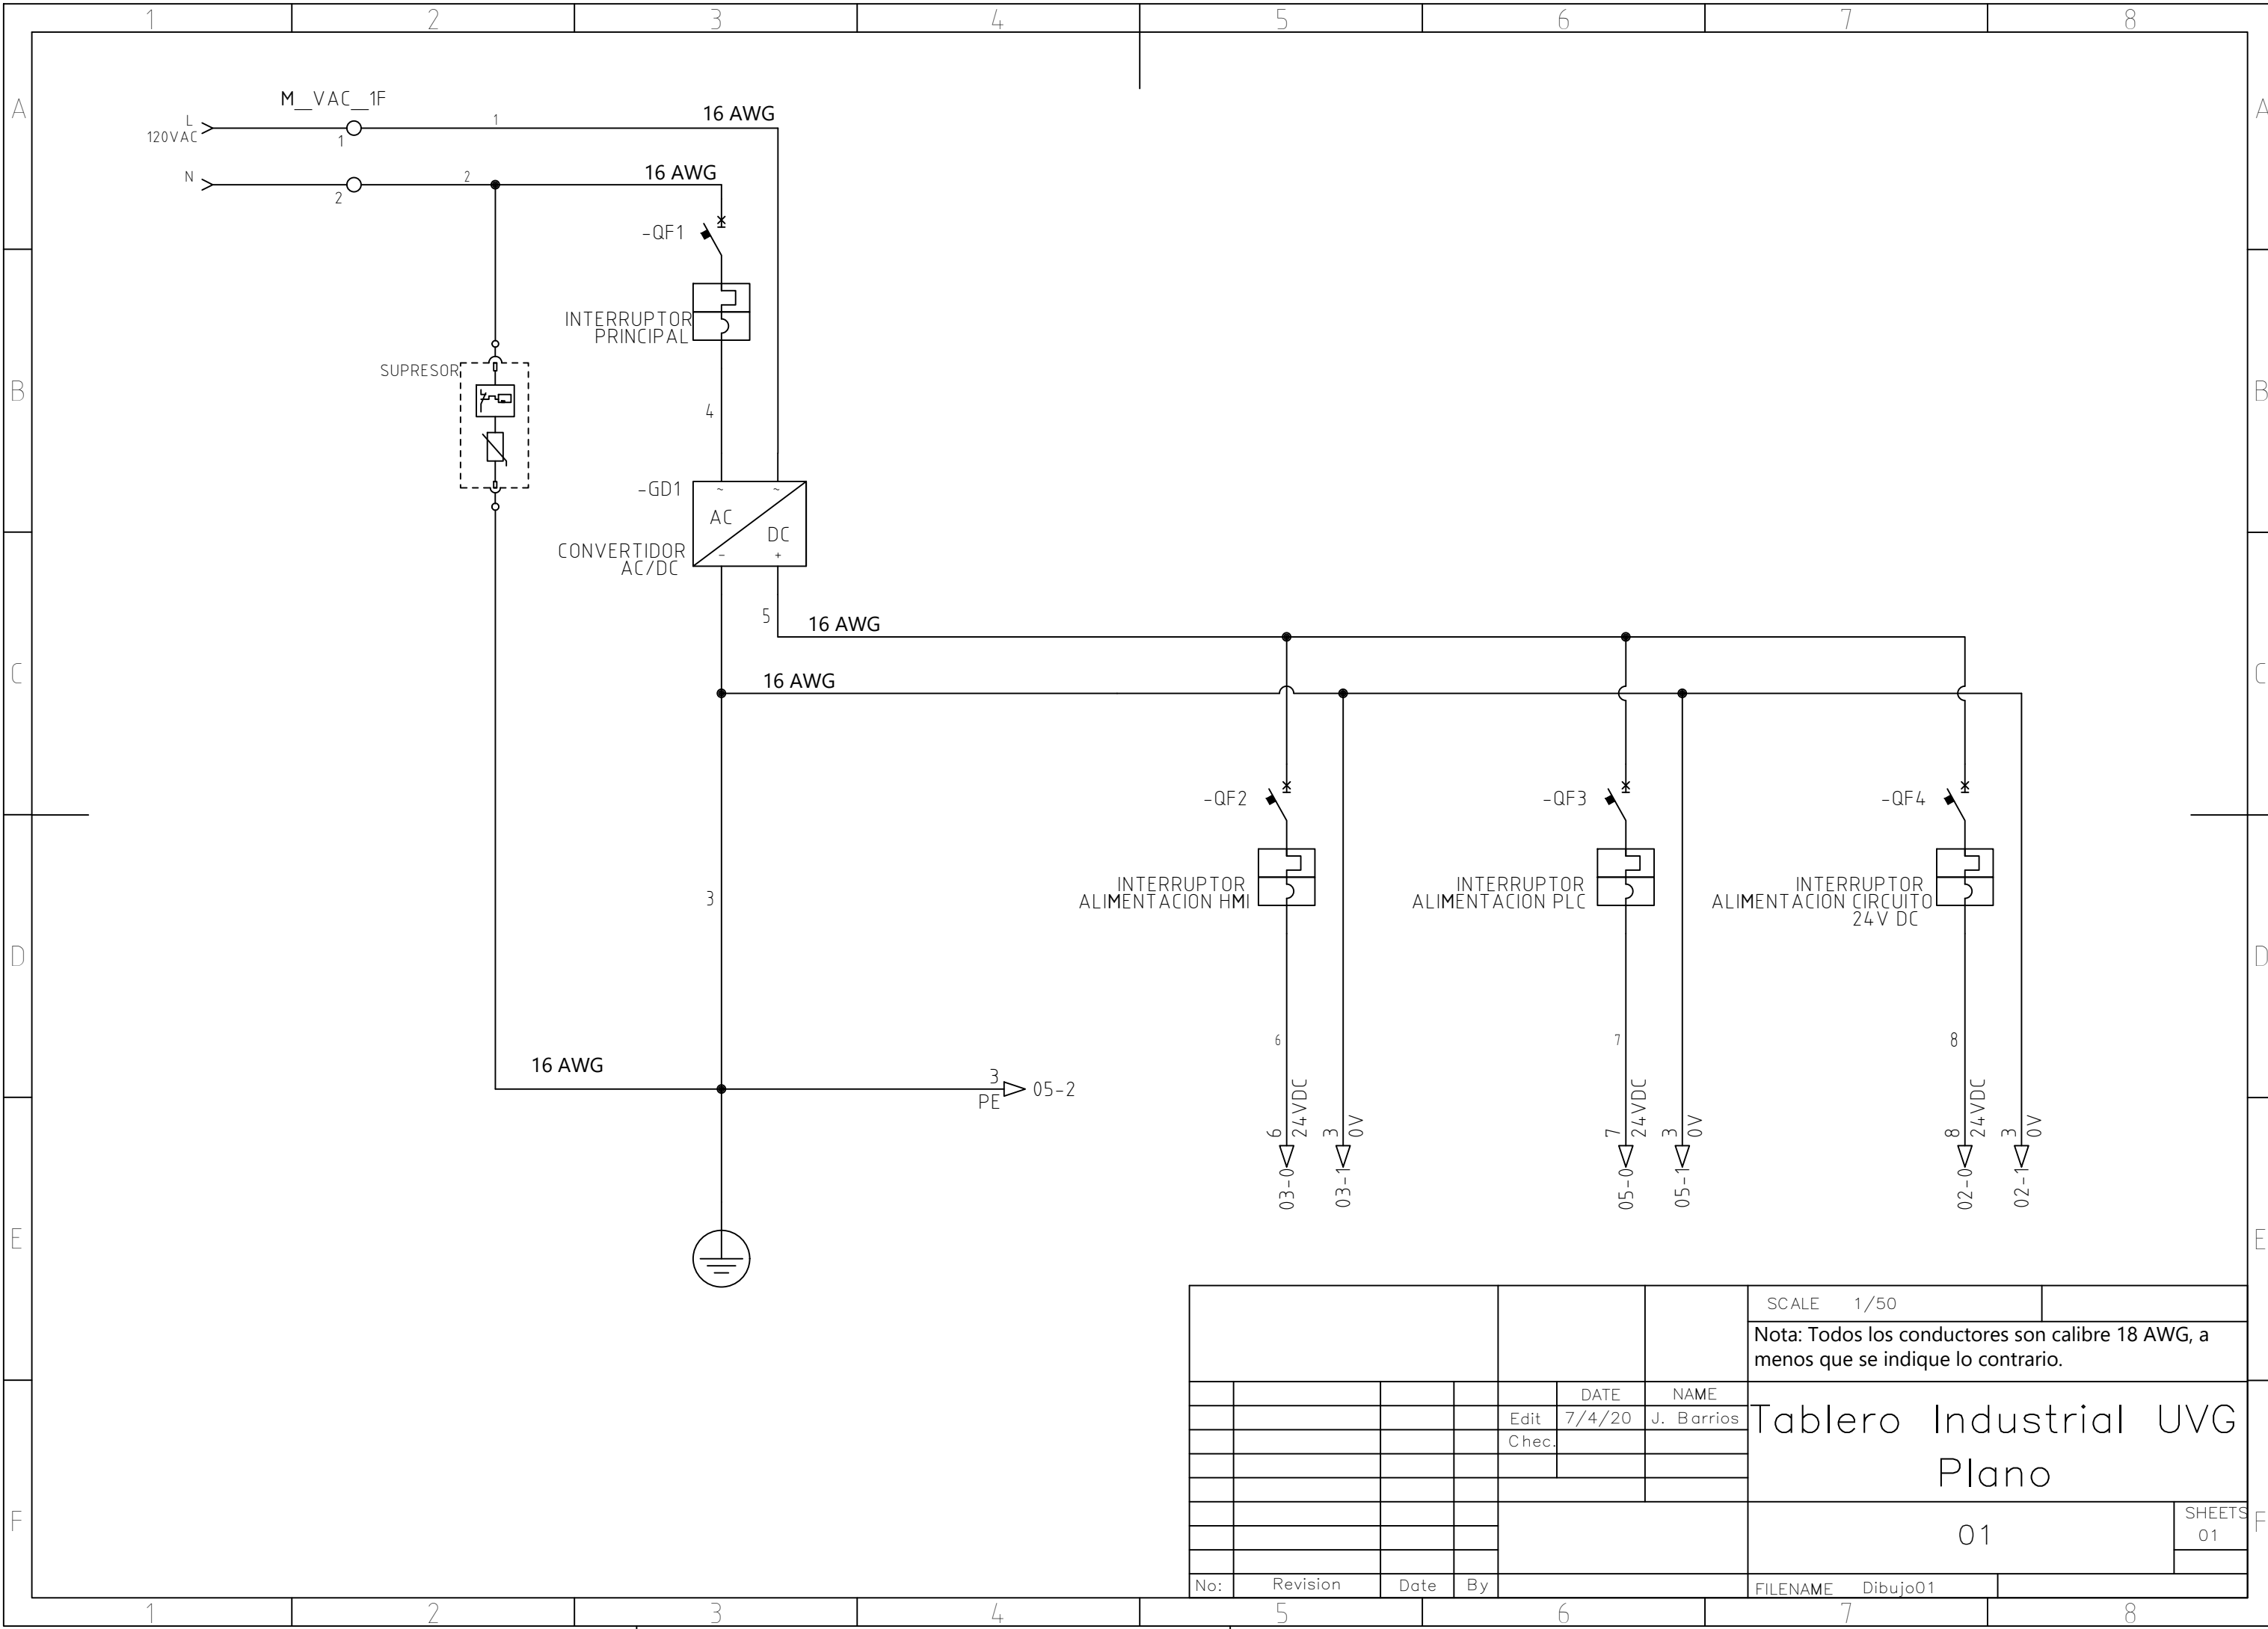 1 2 3 4 5 6 7 8
A A
M_VAC_1F
L
120VAC
1
1
16 AWG
N
2
2
16 AWG
-QF1
INTERRUPTOR
PRINCIPAL
SUPRESOR
B B
4
-GD1
~ ~
AC
DC
- +
CONVERTIDOR
AC/DC
5
16 AWG
C C
16 AWG
-QF2
-QF3
-QF4
INTERRUPTOR
ALIMENTACION HMI
INTERRUPTOR
ALIMENTACION PLC
INTERRUPTOR
ALIMENTACION CIRCUITO
24V DC
3
D D
6
7
8
16 AWG
3
PE
05-2
6
24VDC
03-0
3
0V
03-1
7
24VDC
05-0
3
0V
05-1
8
24VDC
02-0
3
0V
02-1
E E
SCALE 1/50
Nota: Todos los conductores son calibre 18 AWG, a
menos que se indique lo contrario.
DATE NAME
Edit 7/4/20 J. Barrios
Chec.
Tablero Industrial UVG
Plano
F F
01
SHEETS
01
No: Revision Date By
FILENAME Dibujo01
1 2 3 4 5 6 7 8